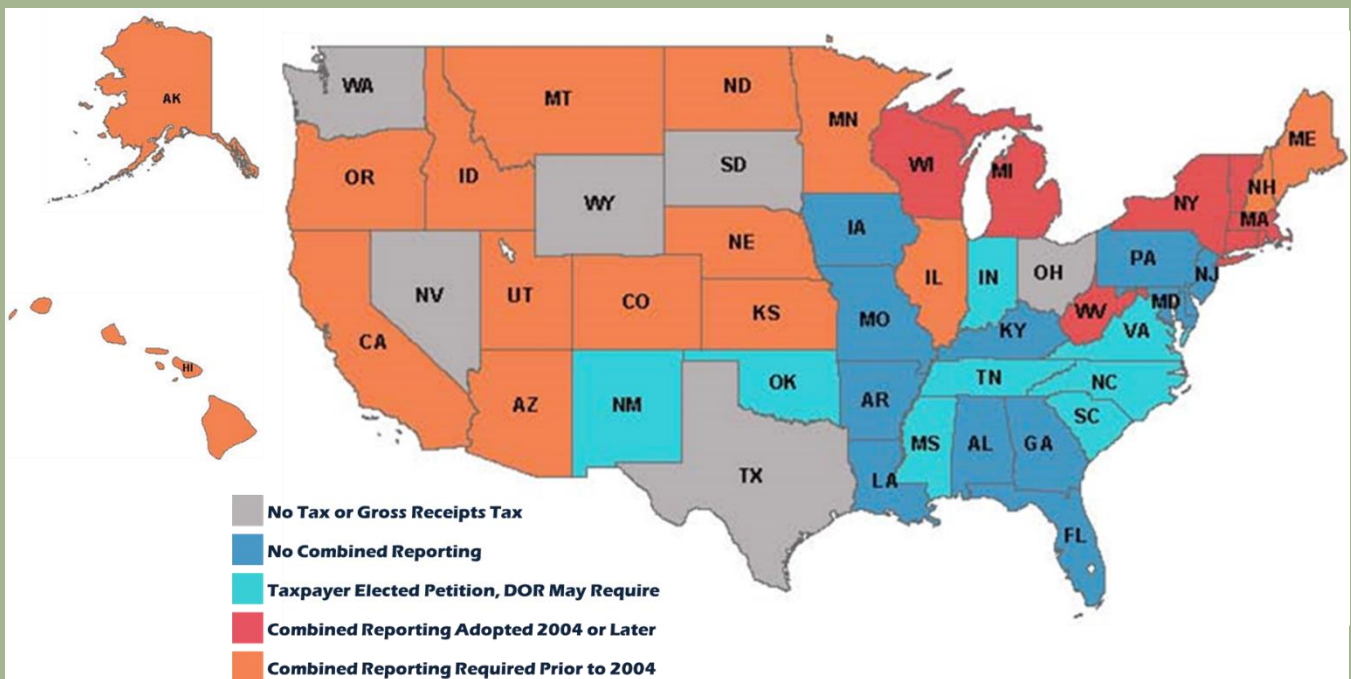 AK
WA
MT
ND
MN
ME
OR
ID
SD
WI
MI
NH
NY
MA
WY
IA
NE
PA
NJ
NV
UT
CO
IL
IN
OH
MD
CA
KS
MO
WV
VA
KY
HI
AZ
NM
OK
AR
TN
NC
SC
MS
AL
GA
TX
LA
FL
No Tax or Gross Receipts Tax
No Combined Reporting
Taxpayer Elected Petition, DOR May Require
Combined Reporting Adopted 2004 or Later
Combined Reporting Required Prior to 2004